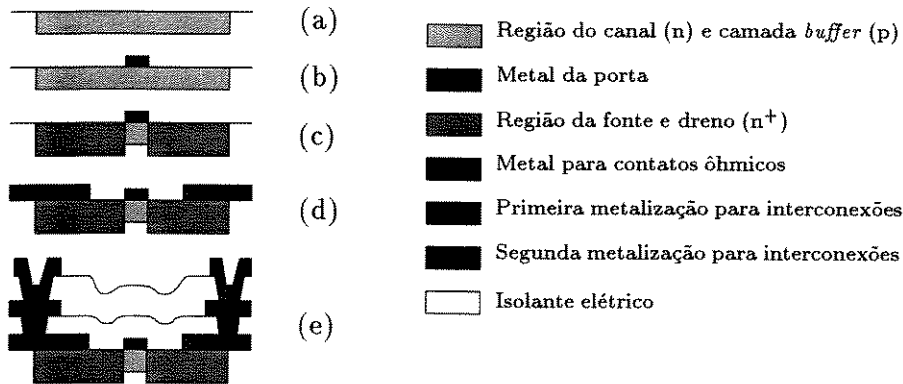 (a)
(b)
(c)
(d)
(e)
Região do canal (n) e camada buffer (p)
Metal da porta
Região da fonte e dreno (n+)
Metal para contatos ôhmicos
Primeira metalização para interconexões
Segunda metalização para interconexões
Isolante elétrico